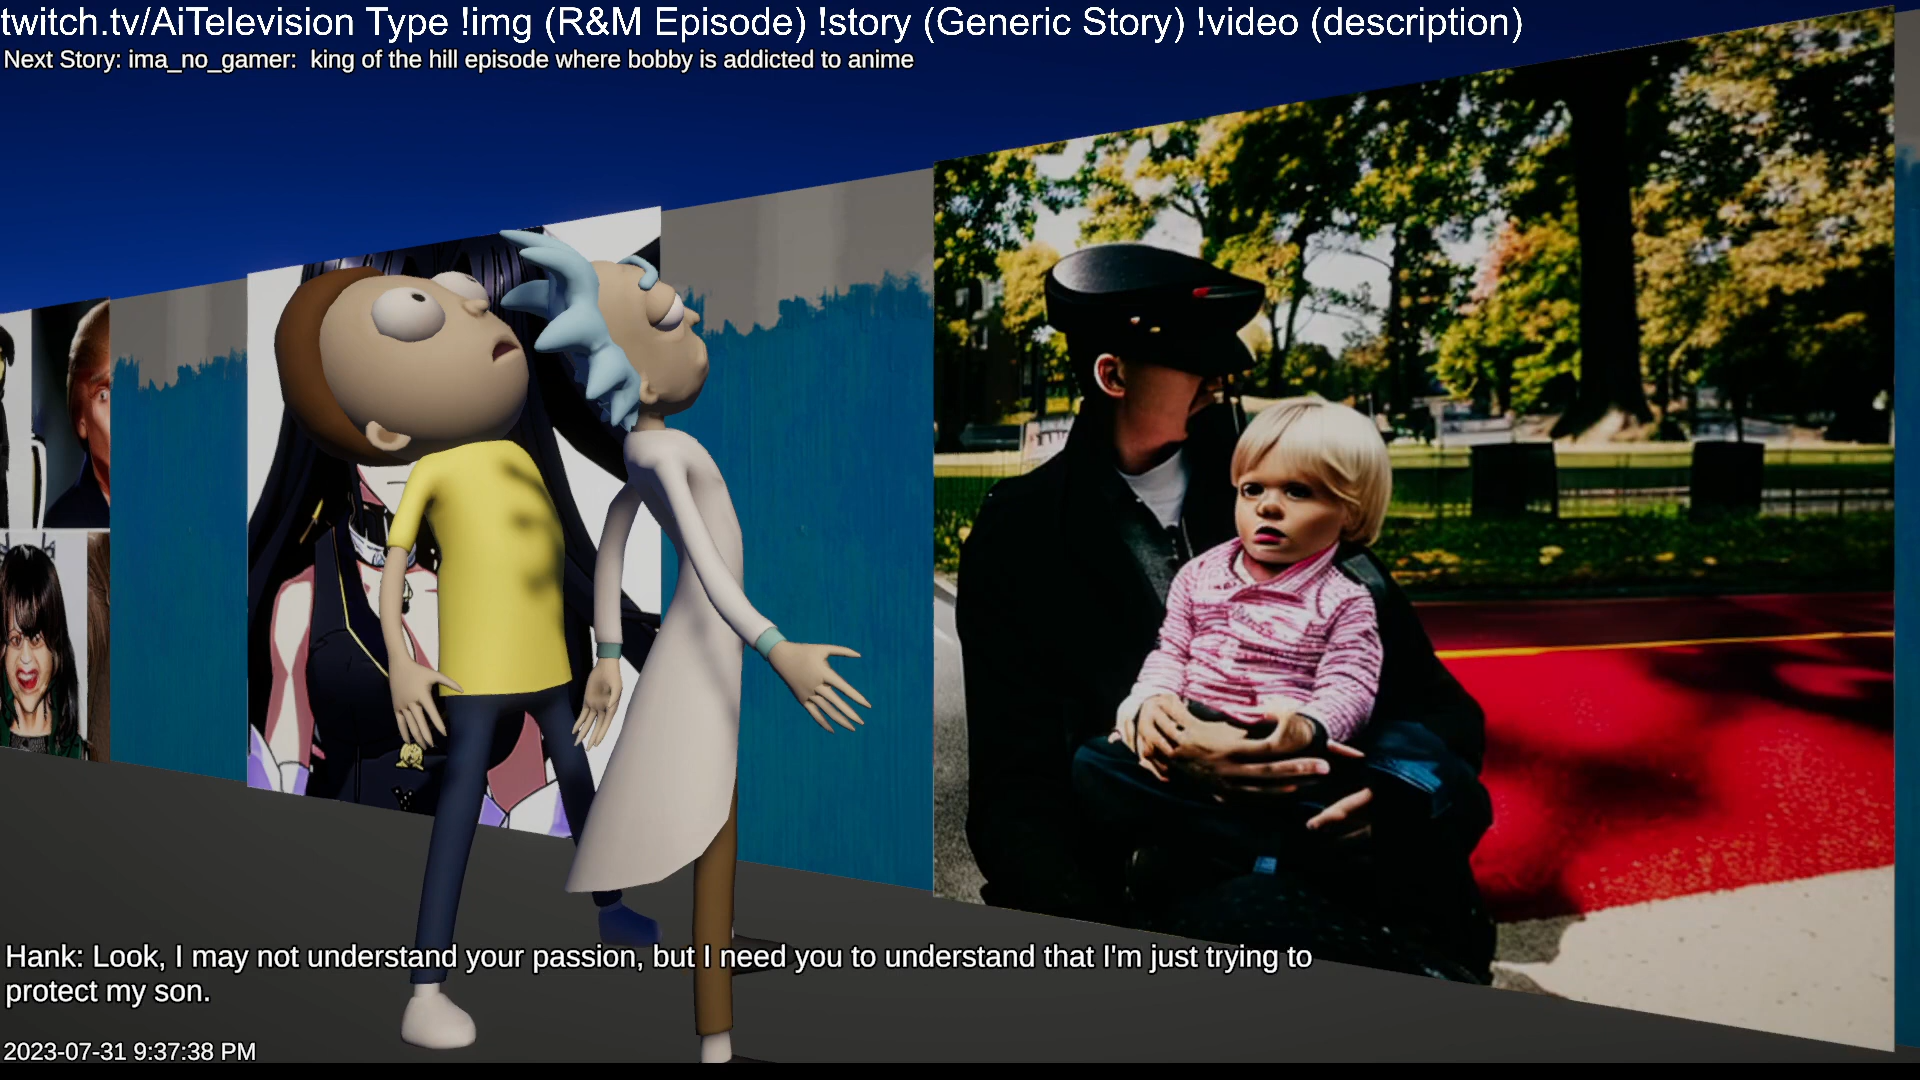 twitch.tv/AiTelevision Type !img (R&M Episode) !story (Generic Story) !video (description)
Next Story: ima_no_gamer:  king of the hill episode where bobby is addicted to anime
Hank: Look, I may not understand your passion, but I need you to understand that I'm just trying to
protect my son.
2023-07-31 9:37:38 PM